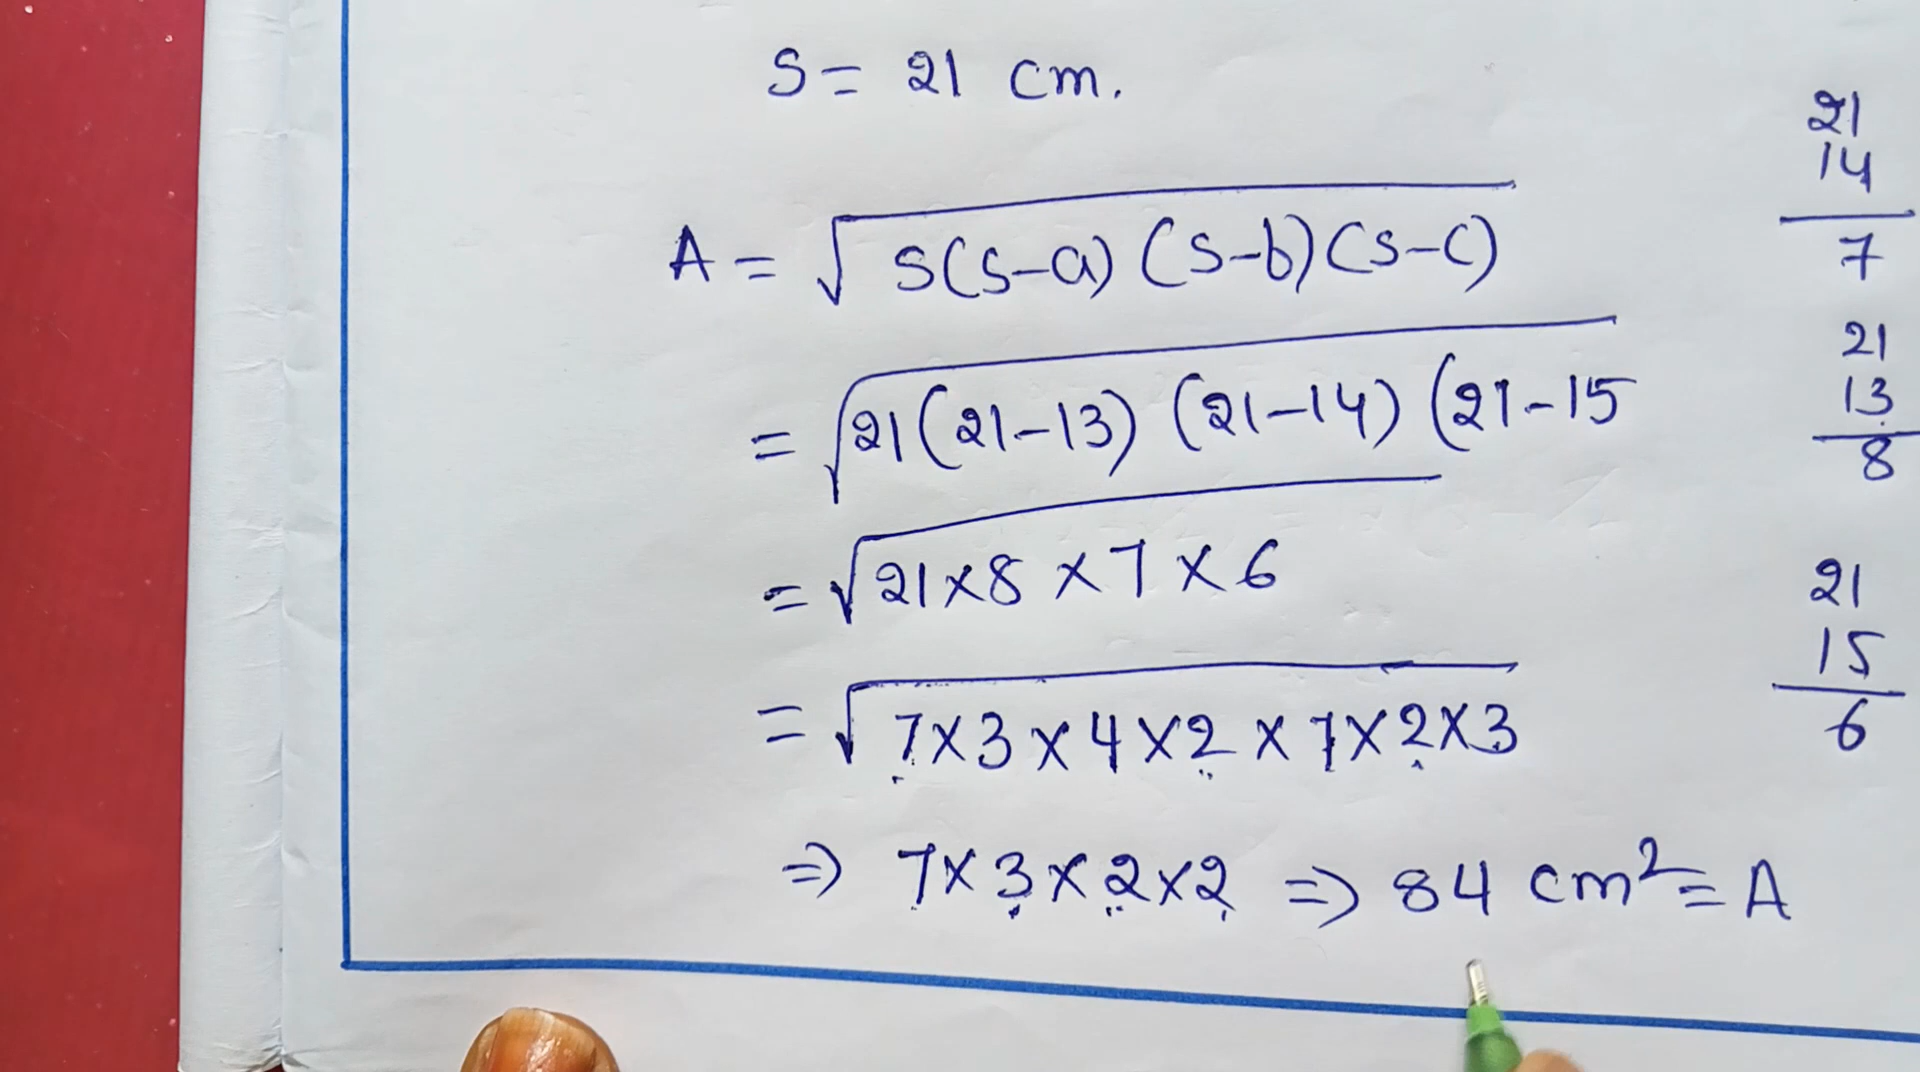 S = 21 cm.
A = √S(S-a) (S-b) (S-C)
= √21 (21-13) (21-14) (21-15
= √21 × 8 × 7 × 6
= √7 × 3 × 4 × 2 × 7 × 2 × 3
⇒ 7 × 3 × 2 × 2 ⇒ 84 cm² = A
21
14
7
21
13
8
21
15
6